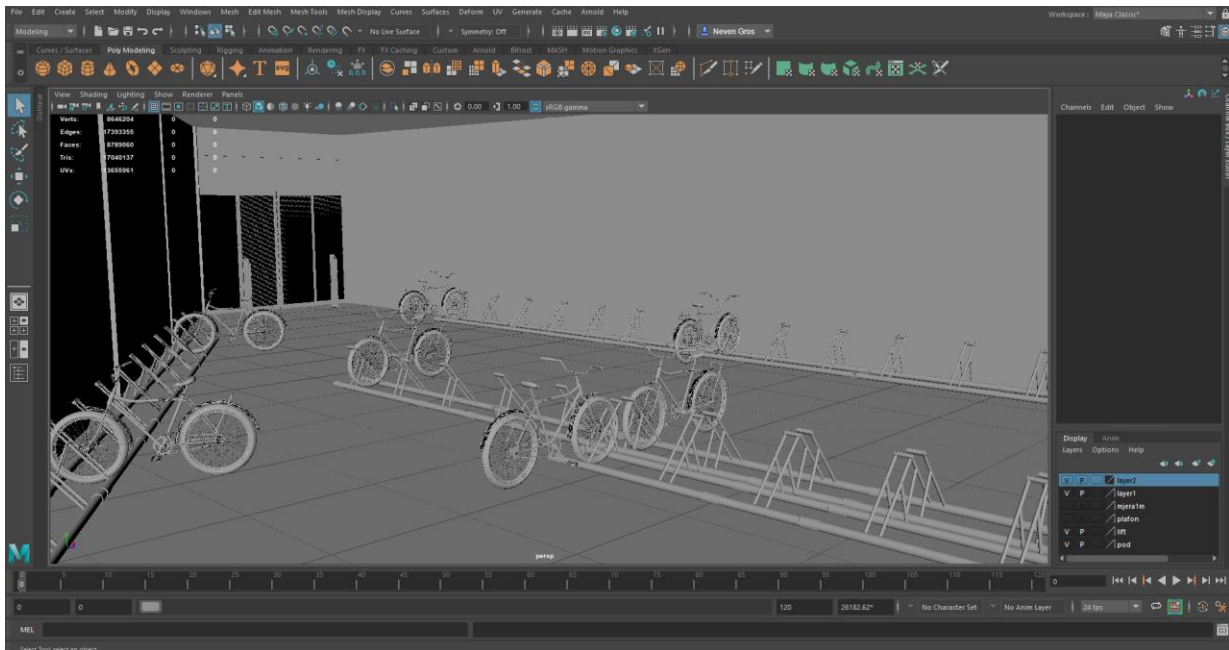 File Edit Create Select Modify Display Windows Mesh Edit Mesh Mesh Tools Mesh Display Curves Surfaces Deform UV Generate Cache Arnold Help Workspace : Maya Classic*
Modeling No Live Surface Symmetry: Off Neven Gros
Curves / Surfaces Poly Modeling Sculpting Rigging Animation Rendering FX FX Caching Custom Arnold Bifrost MASH Motion Graphics XGen
View Shading Lighting Show Renderer Panels
0.00 1.00 sRGB gamma
Channels Edit Object Show
Outliner
Verts: 8646204 0 0
Edges: 17393355 0 0
Faces: 8789060 0 0
Tris: 17040137 0 0
UVs: 0 0
persp
Display Anim
Layers Options Help
V P layer2
V P layer1
mjera1m
plafon
V P lift
V P pod
0 5 10 15 20 25 30 35 40 45 50 55 60 65 70 75 80 85 90 95 100 105 110 115 120
0 0
0 0 120 26182.62* No Character Set No Anim Layer 24 fps
MEL
Select Tool: select an object